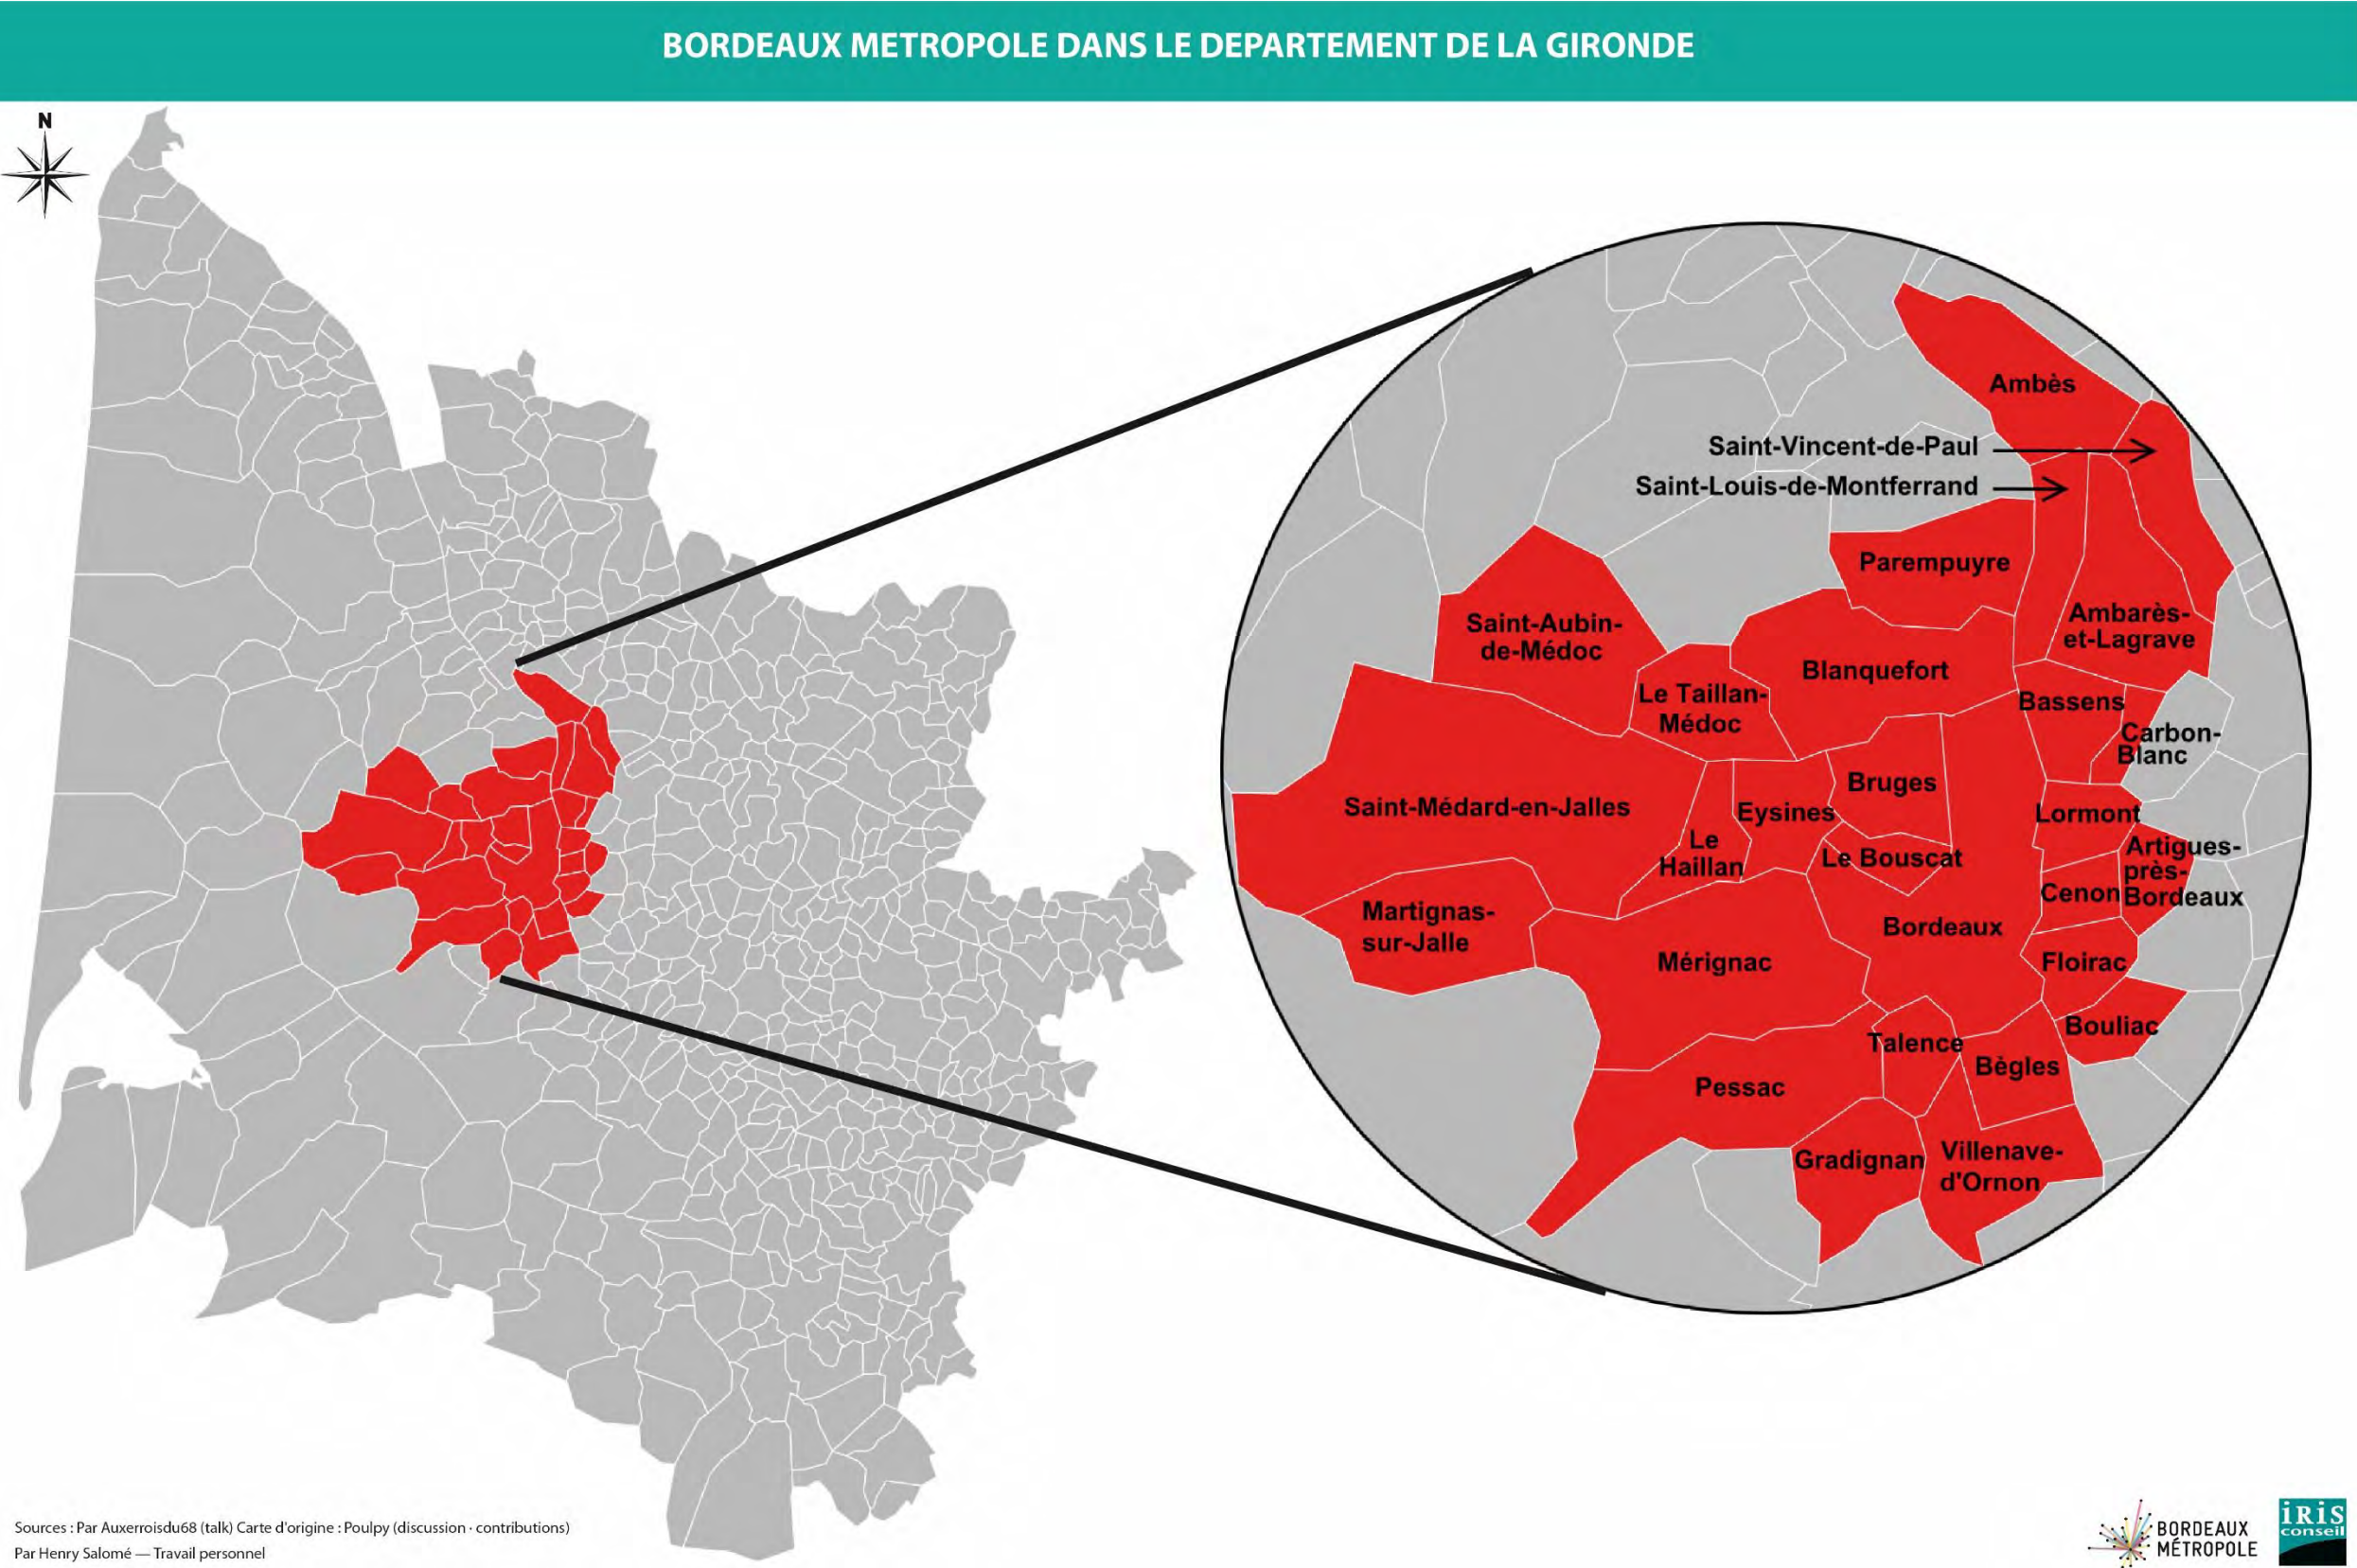 BORDEAUX METROPOLE DANS LE DEPARTEMENT DE LA GIRONDE
N
Ambès
Saint-Vincent-de-Paul
Saint-Louis-de-Montferrand
Parempuyre
Saint-Aubin-
de-Médoc
Ambarès-
et-Lagrave
Blanquefort
Le Taillan-
Médoc
Bassens
Carbon-
Blanc
Bruges
Saint-Médard-en-Jalles
Eysines
Lormont
Le
Haillan
Le Bouscat
Artigues-
près-
Bordeaux
Cenon
Martignas-
sur-Jalle
Bordeaux
Mérignac
Floirac
Bouliac
Talence
Bègles
Pessac
Gradignan
Villenave-
d'Ornon
Sources : Par Auxerroisdu68 (talk) Carte d'origine : Poulpy (discussion · contributions)
Par Henry Salomé — Travail personnel
BORDEAUX
MÉTROPOLE
iRiS
conseil